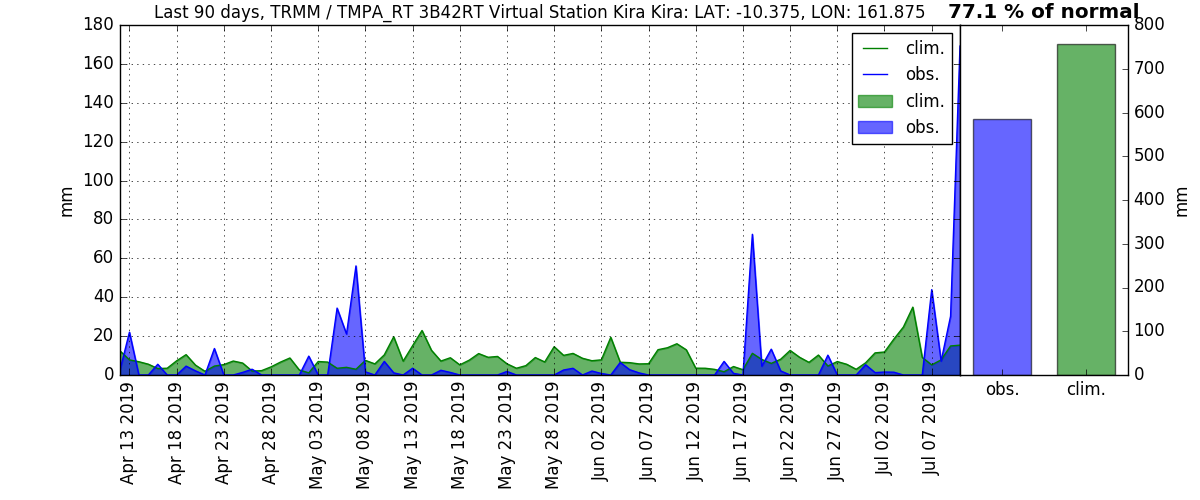 Last 90 days, TRMM / TMPA_RT 3B42RT Virtual Station Kira Kira: LAT: -10.375, LON: 161.875 77.1 % of normal
180
160
140
120
100
80
60
40
20
0
mm
clim.
obs.
clim.
obs.
800
700
600
500
400
300
200
100
0
mm
Apr 13 2019
Apr 18 2019
Apr 23 2019
Apr 28 2019
May 03 2019
May 08 2019
May 13 2019
May 18 2019
May 23 2019
May 28 2019
Jun 02 2019
Jun 07 2019
Jun 12 2019
Jun 17 2019
Jun 22 2019
Jun 27 2019
Jul 02 2019
Jul 07 2019
obs.
clim.